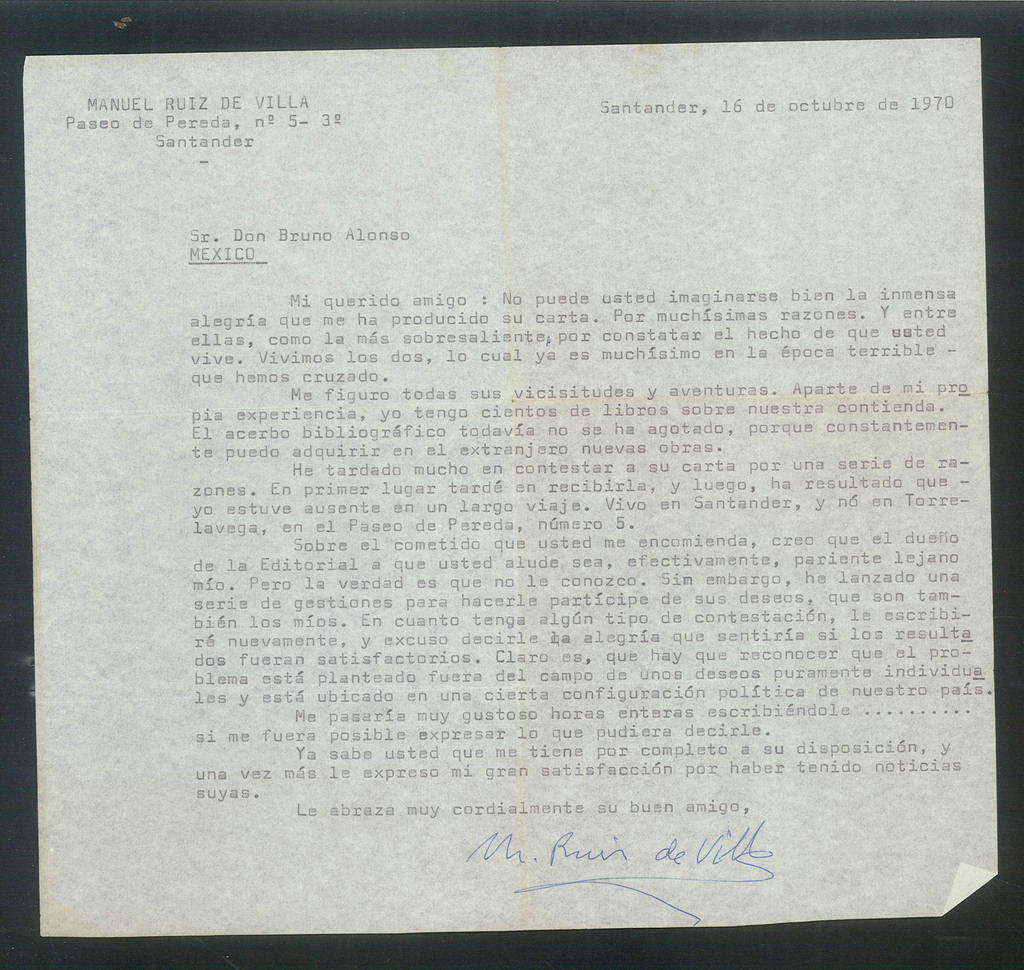 MANUEL RUIZ DE VILLA
Paseo de Pereda, nº 5- 3º
Santander
Santander, 16 de octubre de 1970
Sr. Don Bruno Alonso
MEXICO
Mi querido amigo : No puede usted imaginarse bien la inmensa
alegría que me ha producido su carta. Por muchísimas razones. Y entre
ellas, como la más sobresaliente, por constatar el hecho de que usted
vive. Vivimos los dos, lo cual ya es muchísimo en la época terrible -
que hemos cruzado.
Me figuro todas sus vicisitudes y aventuras. Aparte de mi pro
pia experiencia, yo tengo cientos de libros sobre nuestra contienda.
El acerbo bibliográfico todavía no se ha agotado, porque constantemen-
te puedo adquirir en el extranjero nuevas obras.
He tardado mucho en contestar a su carta por una serie de ra-
zones. En primer lugar tardé en recibirla, y luego, ha resultado que -
yo estuve ausente en un largo viaje. Vivo en Santander, y nó en Torre-
lavega, en el Paseo de Pereda, número 5.
Sobre el cometido que usted me encomienda, creo que el dueño
de la Editorial a que usted alude sea, efectivamente, pariente lejano
mío. Pero la verdad es que no le conozco. Sin embargo, he lanzado una
serie de gestiones para hacerle partícipe de sus deseos, que son tam-
bién los míos. En cuanto tenga algún tipo de contestación, le escribi-
ré nuevamente, y excuso decirle la alegría que sentiría si los resulta
dos fueran satisfactorios. Claro es, que hay que reconocer que el pro-
blema está planteado fuera del campo de unos deseos puramente individua
les y está ubicado en una cierta configuración política de nuestro país.
Me pasaría muy gustoso horas enteras escribiéndole ..........
si me fuera posible expresar lo que pudiera decirle.
Ya sabe usted que me tiene por completo a su disposición, y
una vez más le expreso mi gran satisfacción por haber tenido noticias
suyas.
Le abraza muy cordialmente su buen amigo,
M. Ruiz de Villa